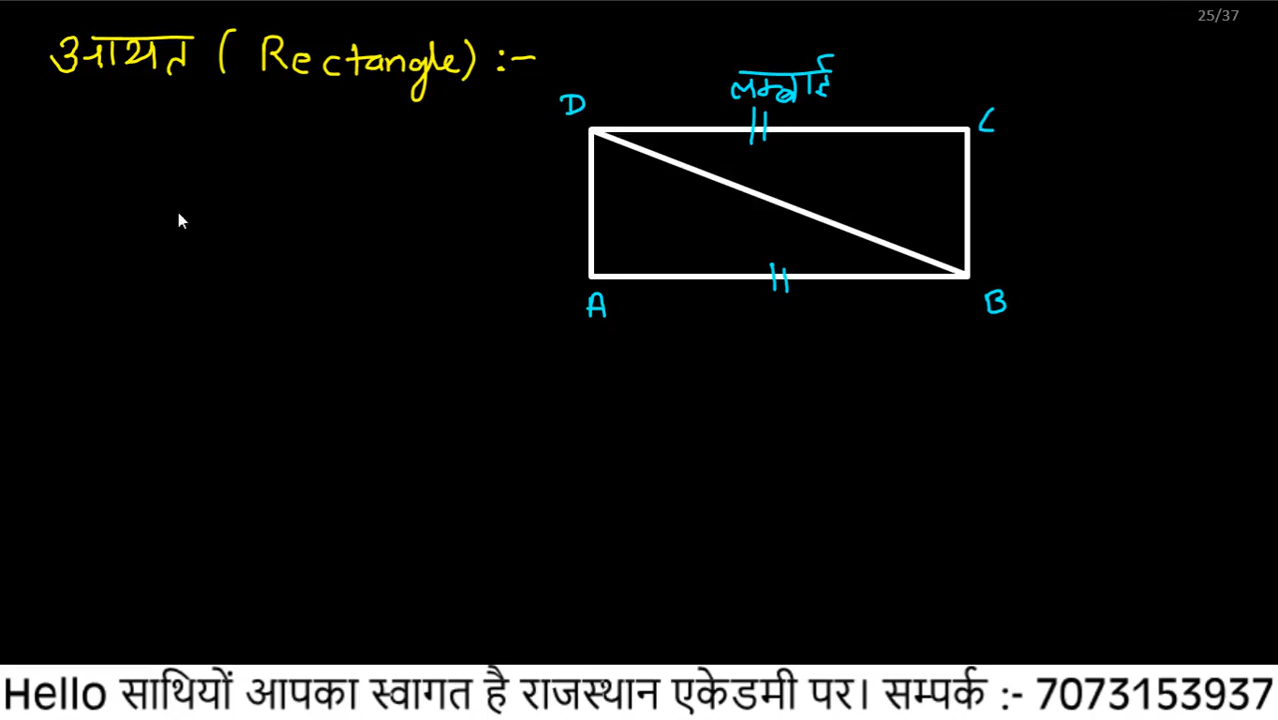 25/37
आयत ( Rectangle) :-
लम्बाई
D
C
A
B
Hello साथियों आपका स्वागत है राजस्थान एकेडमी पर। सम्पर्क :- 7073153937